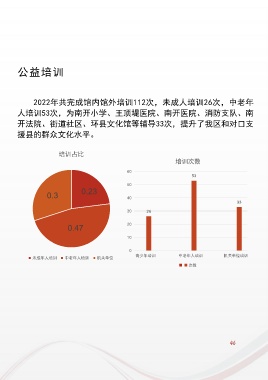 公益培训
2022年共完成馆内馆外培训112次，未成人培训26次，中老年
人培训53次，为南开小学、王顶堤医院、南开医院、消防支队、南
开法院、街道社区、环县文化馆等辅导33次，提升了我区和对口支
援县的群众文化水平。
培训占比
0.23
0.3
0.47
未成年人培训 中老年人培训 机关单位
培训次数
60
50
40
30
20
10
0
26
53
33
青少年培训 中老年人培训 机关单位培训
次数
46